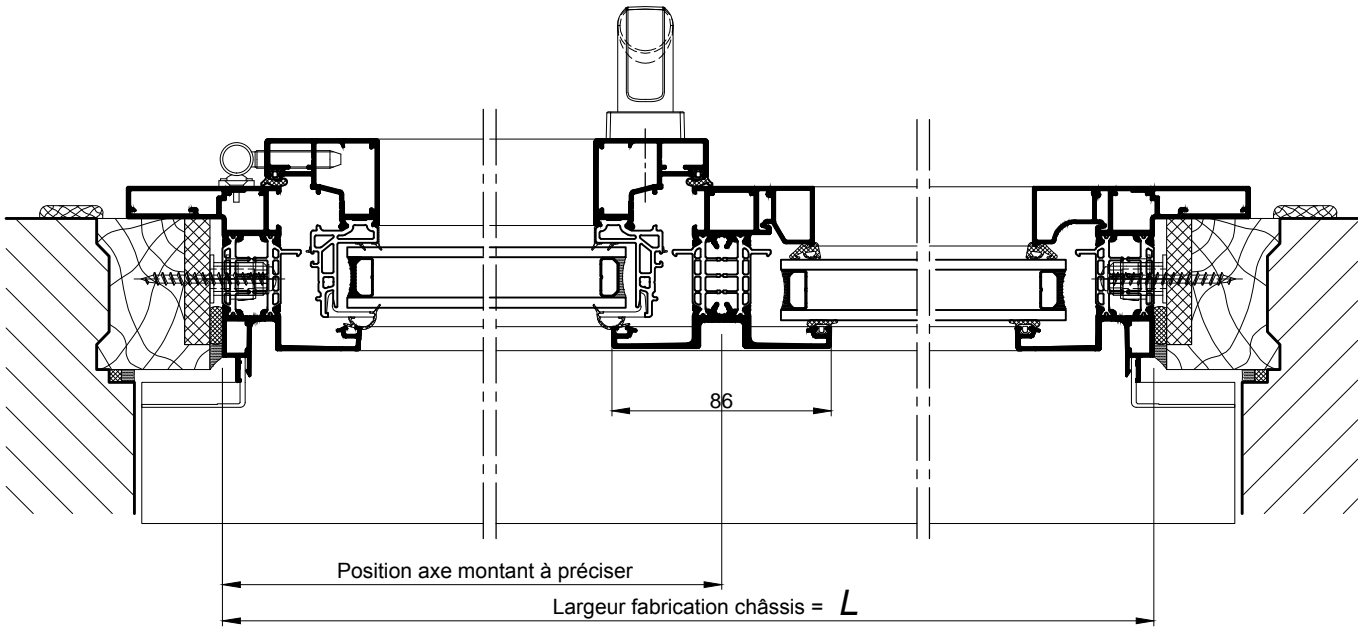 86
Position axe montant à préciser
Largeur fabrication châssis = L